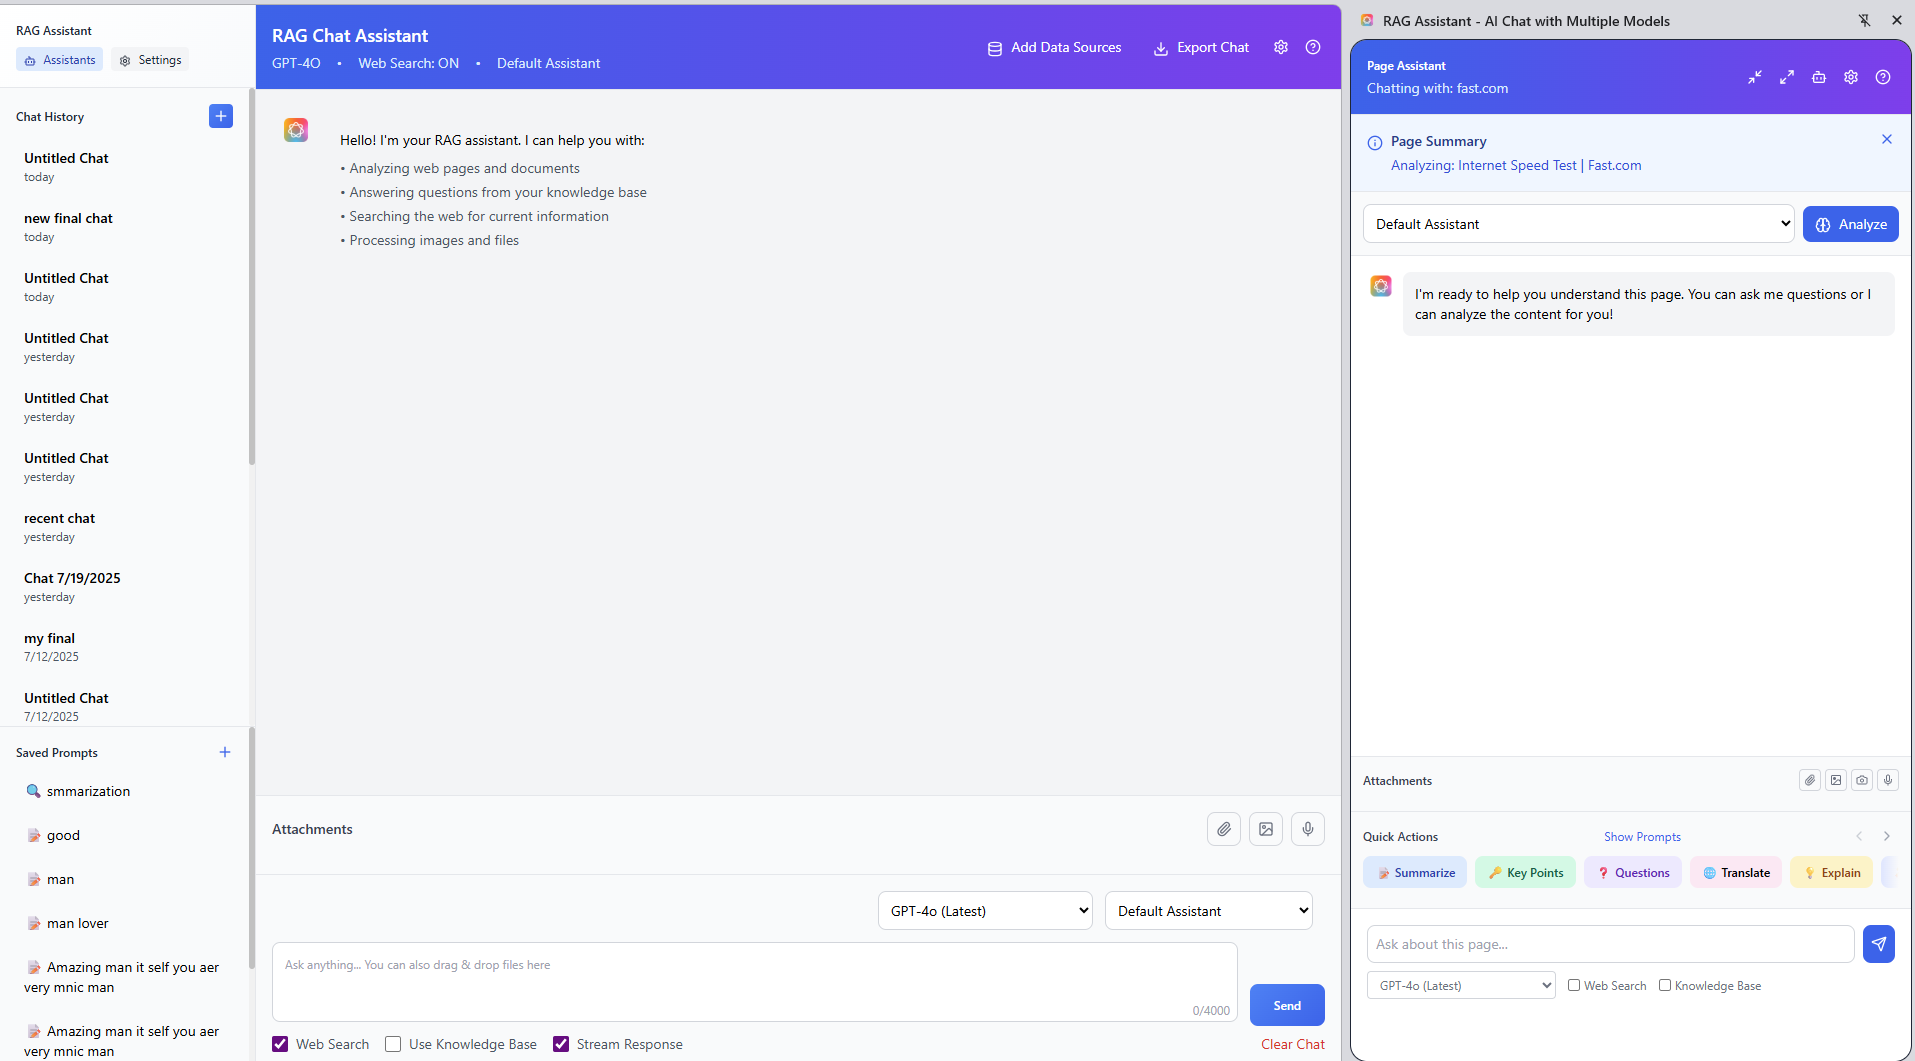 RAG Assistant
Assistants
Settings
Chat History
Untitled Chat
today
new final chat
today
Untitled Chat
today
Untitled Chat
yesterday
Untitled Chat
yesterday
Untitled Chat
yesterday
recent chat
yesterday
Chat 7/19/2025
yesterday
my final
7/12/2025
Untitled Chat
7/12/2025
Saved Prompts
smmarization
good
man
man lover
Amazing man it self you aer
very mnic man
Amazing man it self you aer
very mnic man
RAG Chat Assistant
GPT-4O • Web Search: ON • Default Assistant
Add Data Sources
Export Chat
Hello! I'm your RAG assistant. I can help you with:
• Analyzing web pages and documents
• Answering questions from your knowledge base
• Searching the web for current information
• Processing images and files
Attachments
GPT-4o (Latest)
Default Assistant
Ask anything... You can also drag & drop files here
0/4000
Send
Web Search
Use Knowledge Base
Stream Response
Clear Chat
RAG Assistant - AI Chat with Multiple Models
Page Assistant
Chatting with: fast.com
Page Summary
Analyzing: Internet Speed Test | Fast.com
Default Assistant
Analyze
I'm ready to help you understand this page. You can ask me questions or I
can analyze the content for you!
Attachments
Quick Actions
Show Prompts
Summarize
Key Points
Questions
Translate
Explain
Ask about this page...
GPT-4o (Latest)
Web Search
Knowledge Base